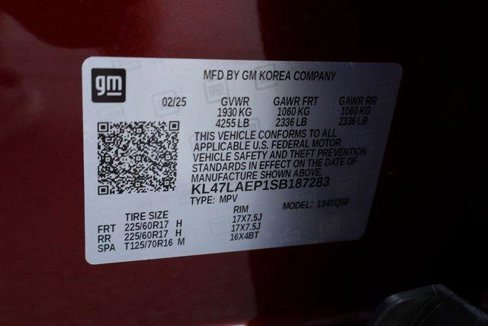 gm
MFD BY GM KOREA COMPANY
02/25 GVWR GAWR FRT GAWR RR
1930 KG 1060 KG 1060 KG
4255 LB 2336 LB 2336 LB
THIS VEHICLE CONFORMS TO ALL
APPLICABLE U.S. FEDERAL MOTOR
VEHICLE SAFETY AND THEFT PREVENTION
STANDARDS IN EFFECT ON THE DATE OF
MANUFACTURE SHOWN ABOVE.
KL47LAEP1SB187283
TYPE: MPV MODEL:
TIRE SIZE RIM
FRT 225/60R17 H 17X7.5J
RR 225/60R17 H 17X7.5J
SPA T125/70R16 M 16X4BT